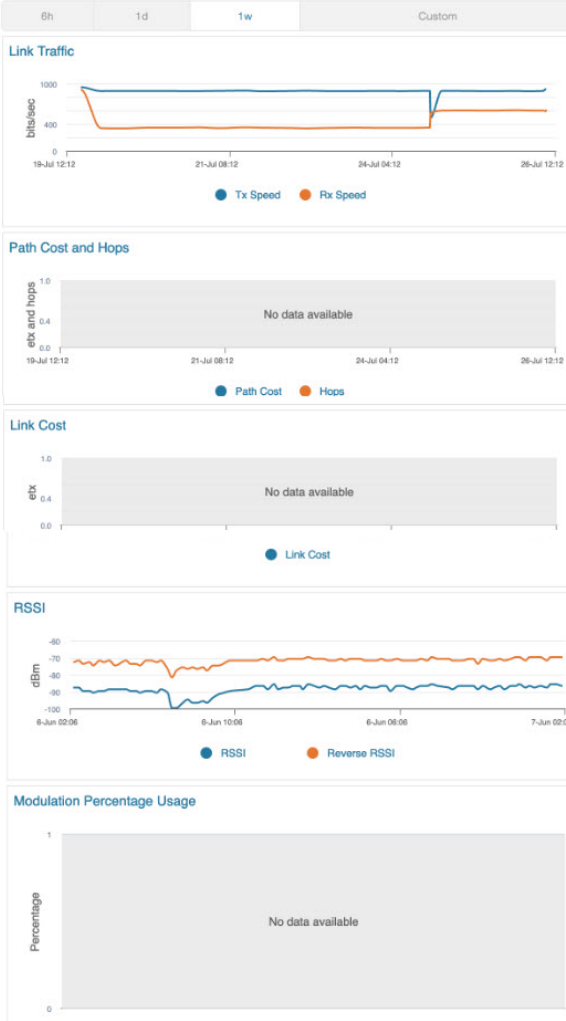 6h 1d 1w Custom
Link Traffic
bits/sec
1000
400
0
19-Jul 12:12 21-Jul 08:12 24-Jul 04:12 26-Jul 12:12
Tx Speed Rx Speed
Path Cost and Hops
etx and hops
1.0
0.4
0.0
No data available
19-Jul 12:12 21-Jul 08:12 24-Jul 04:12 26-Jul 12:12
Path Cost Hops
Link Cost
etx
1.0
0.4
0.0
No data available
Link Cost
RSSI
dBm
-60
-70
-80
-90
-100
6-Jun 02:06 6-Jun 10:06 6-Jun 06:06 7-Jun 02:0
RSSI Reverse RSSI
Modulation Percentage Usage
Percentage
1
0
No data available